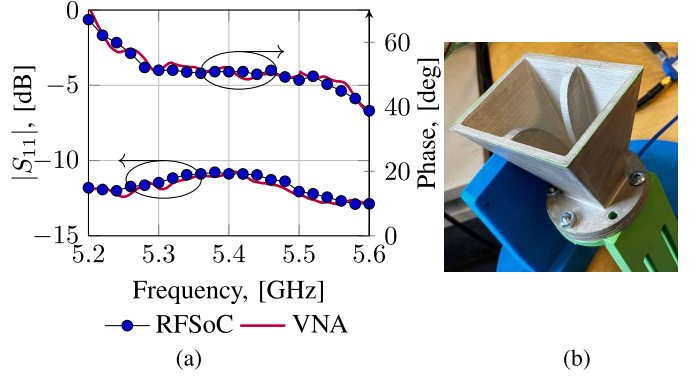 0
−5
−10
−15
|S₁₁|, [dB]
60
40
20
0
Phase, [deg]
5.2 5.3 5.4 5.5 5.6
Frequency, [GHz]
RFSoC VNA
(a) (b)